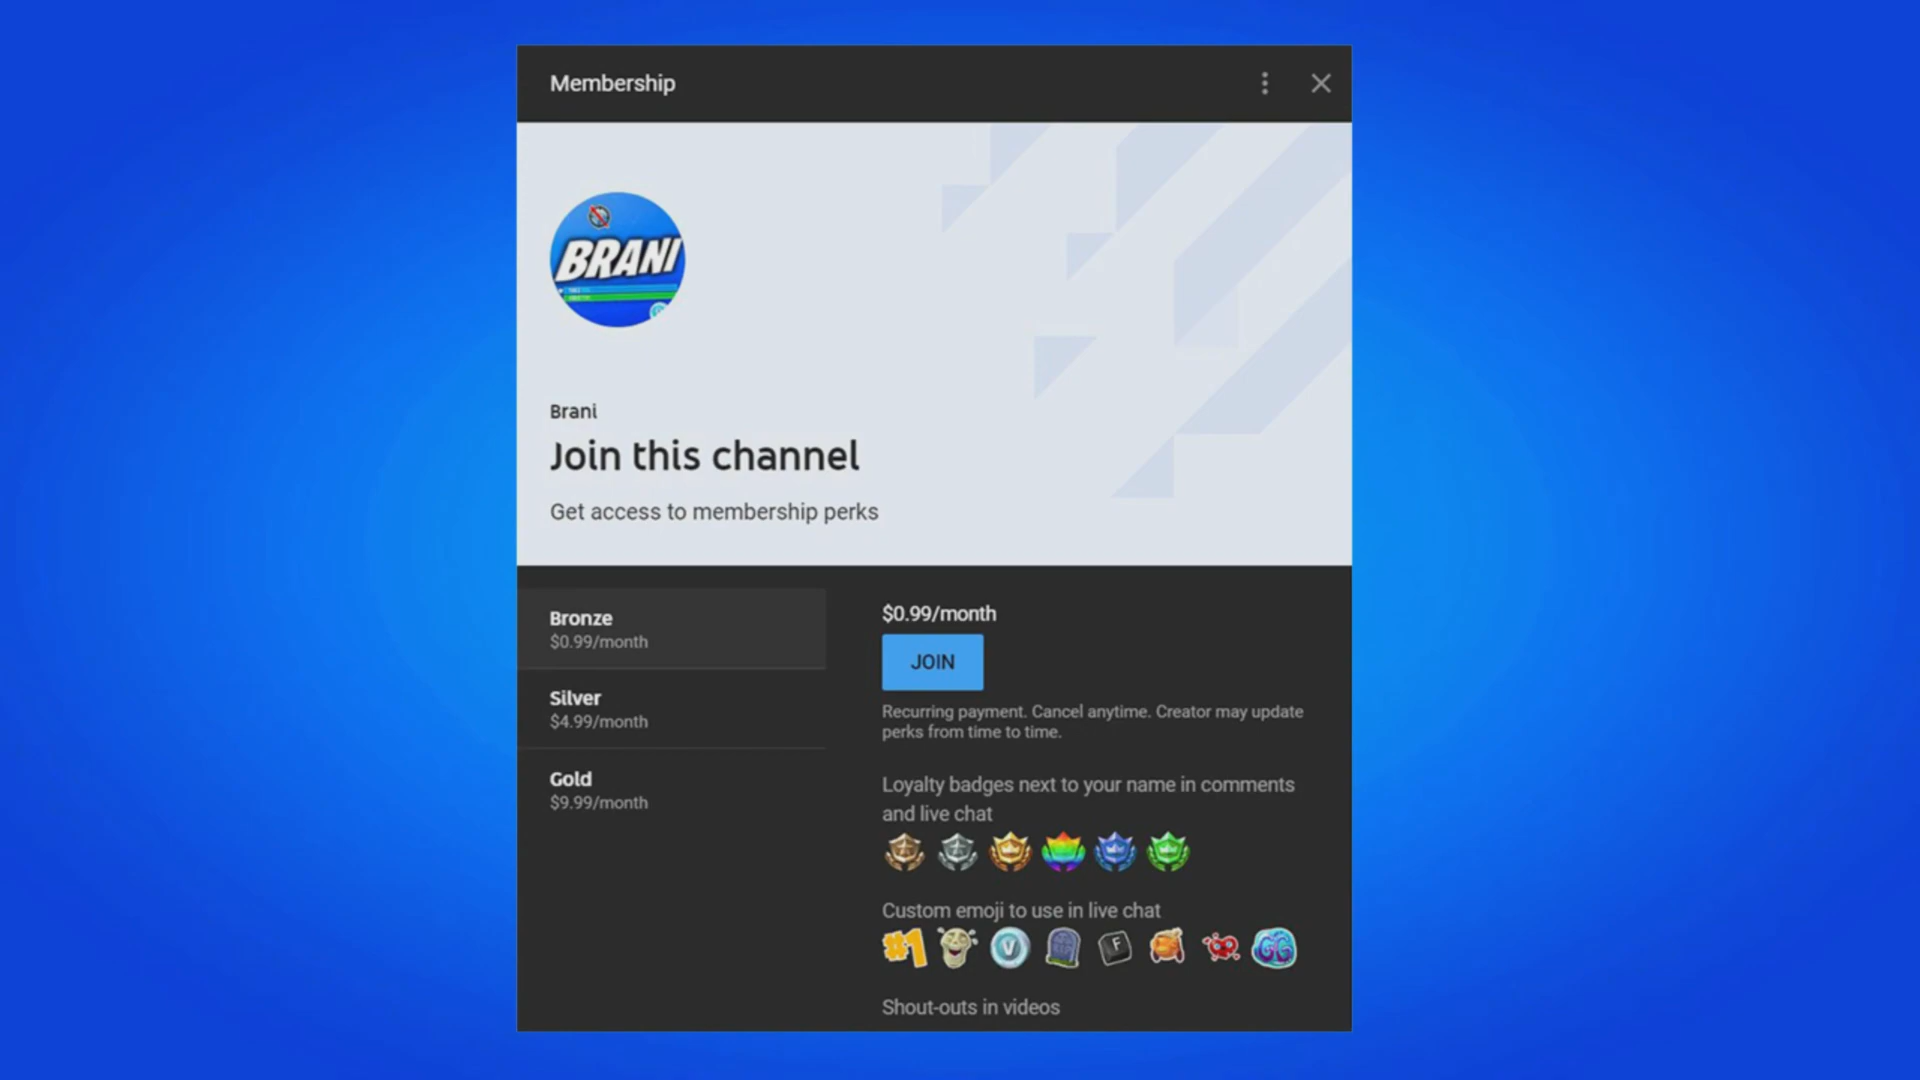 Membership
BRANI
Brani
Join this channel
Get access to membership perks
Bronze
$0.99/month
Silver
$4.99/month
Gold
$9.99/month
$0.99/month
JOIN
Recurring payment. Cancel anytime. Creator may update
perks from time to time.
Loyalty badges next to your name in comments
and live chat
Custom emoji to use in live chat
#1
V
F
GG
Shout-outs in videos